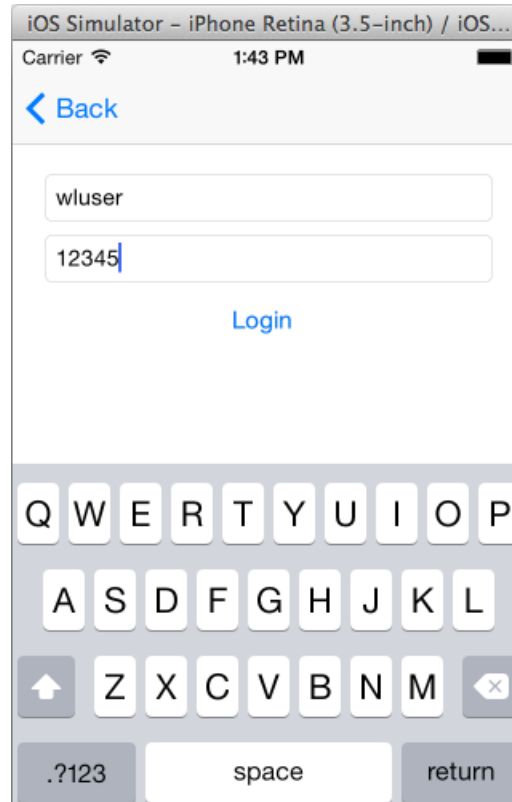 iOS Simulator – iPhone Retina (3.5-inch) / iOS...
Carrier 1:43 PM
Back
wluser
12345
Login
Q W E R T Y U I O P
A S D F G H J K L
Z X C V B N M
.?123 space return